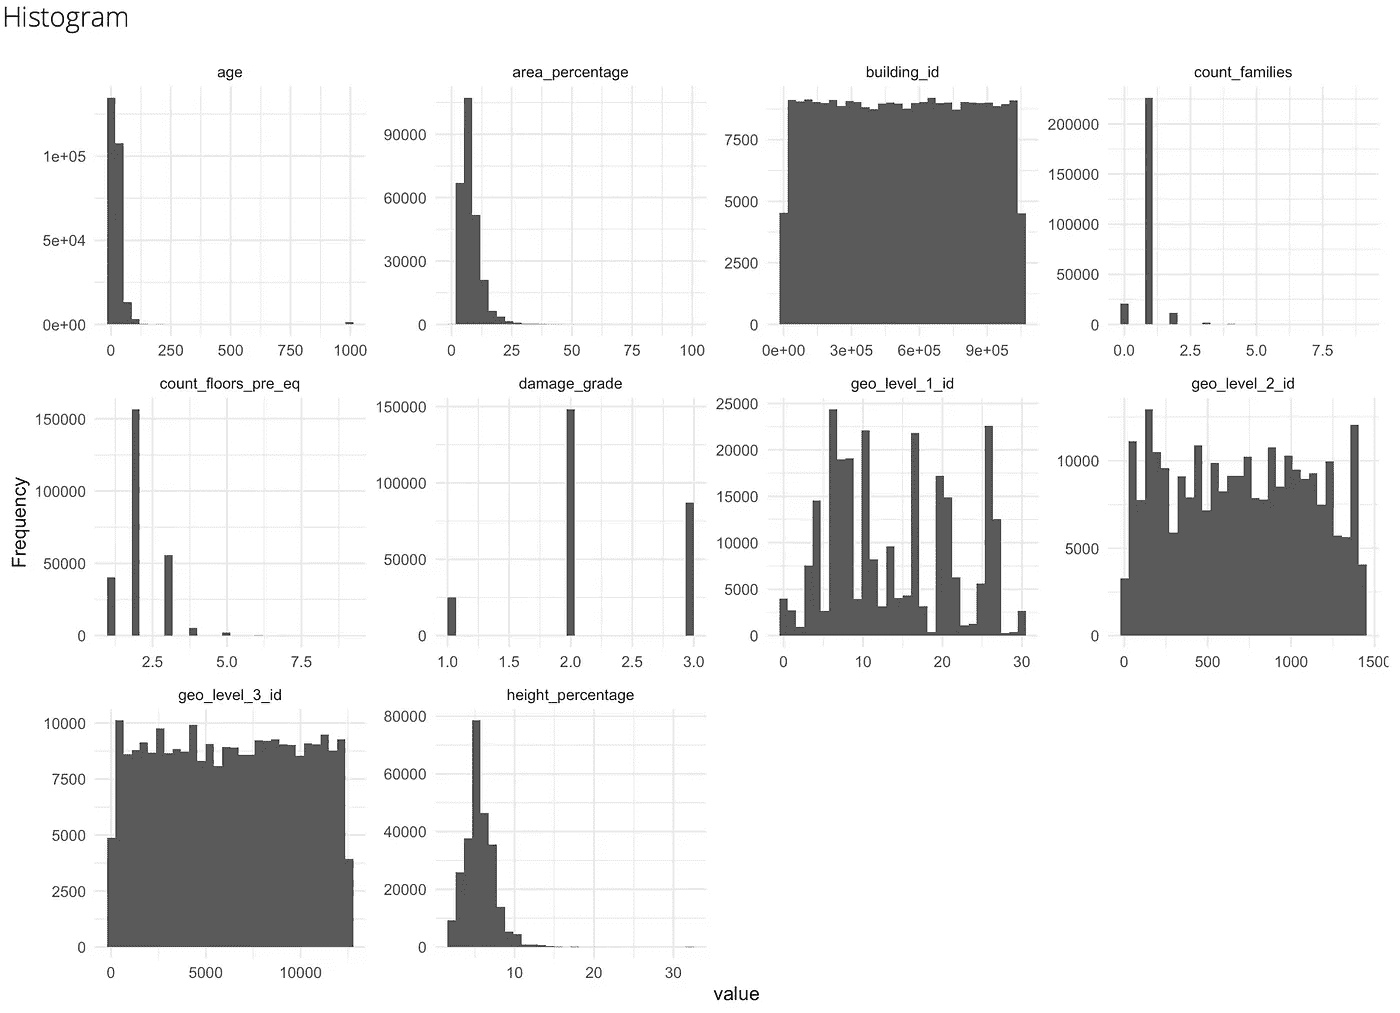 Histogram
age area_percentage building_id count_families
1e+05 5e+04 0e+00
90000 60000 30000 0
7500 5000 2500 0
200000 150000 100000 50000 0
0 250 500 750 1000
0 25 50 75 100
0e+00 3e+05 6e+05 9e+05
0.0 2.5 5.0 7.5
count_floors_pre_eq damage_grade geo_level_1_id geo_level_2_id
Frequency
150000 100000 50000 0
150000 100000 50000 0
25000 20000 15000 10000 5000 0
10000 5000 0
2.5 5.0 7.5
1.0 1.5 2.0 2.5 3.0
0 10 20 30
0 500 1000 1500
geo_level_3_id height_percentage
10000 7500 5000 2500 0
80000 60000 40000 20000 0
0 5000 10000
10 20 30
value